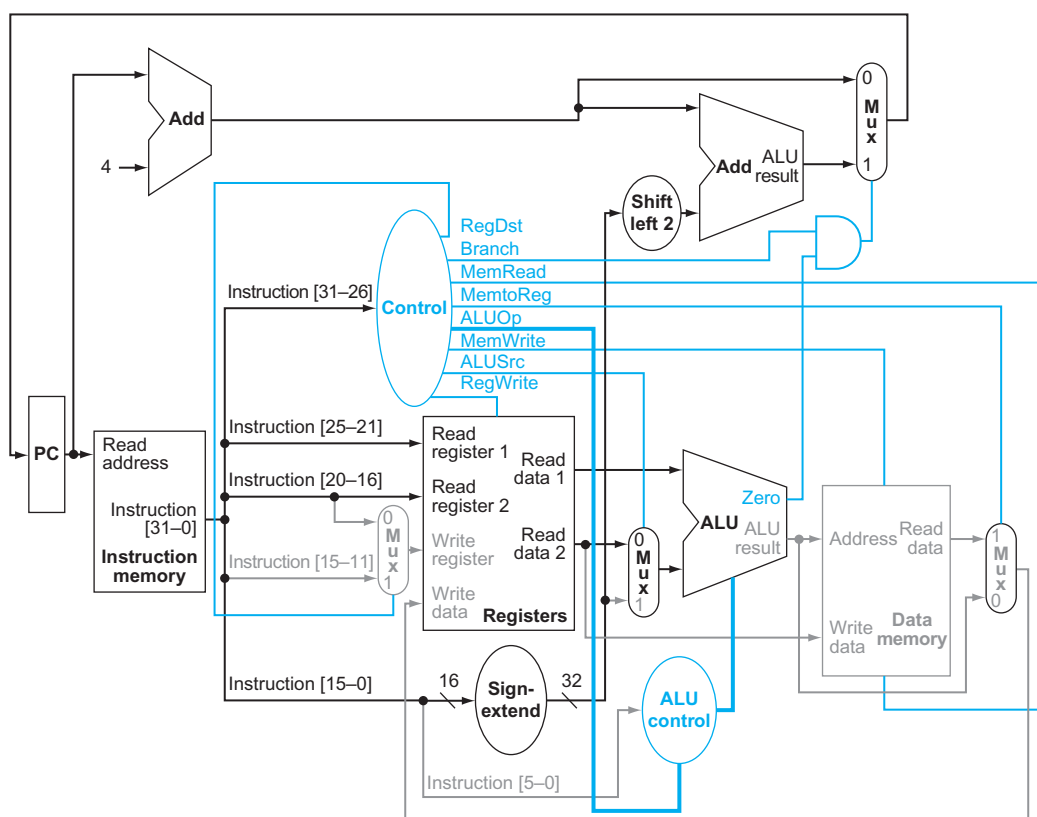 Add
4
0
Mux
1
Add
ALU
result
Shift
left 2
RegDst
Branch
MemRead
MemtoReg
ALUOp
MemWrite
ALUSrc
RegWrite
Control
Instruction [31–26]
PC
Read
address
Instruction
[31–0]
Instruction
memory
Instruction [25–21]
Instruction [20–16]
Instruction [15–11]
0
Mux
1
Read
register 1
Read
register 2
Write
register
Write
data
Read
data 1
Read
data 2
Registers
0
Mux
1
Zero
ALU
ALU
result
Address
Read
data
Write
data
Data
memory
1
Mux
0
Instruction [15–0]
16
Sign-
extend
32
ALU
control
Instruction [5–0]